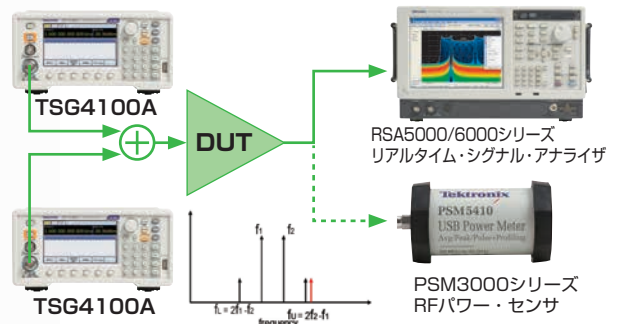 TSG4100A
DUT
RSA5000/6000シリーズ
リアルタイム・シグナル・アナライザ
TSG4100A
f1
f2
fL = 2f1-f2
fU = 2f2-f1
frequency
Tektronix
PSM5410
USB Power Meter
Avg/Peak/Pulse+Profiling
PSM3000シリーズ
RFパワー・センサ